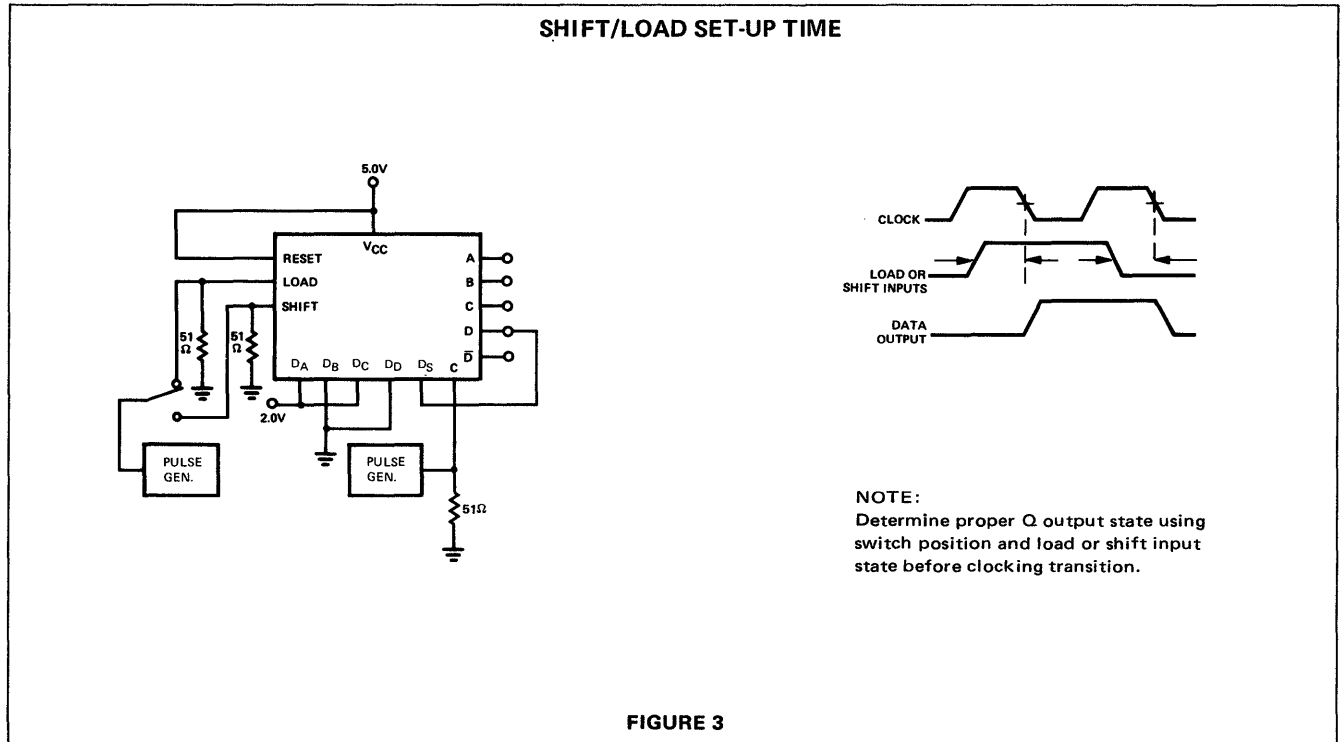 SHIFT/LOAD SET-UP TIME
5.0V
VCC
RESET
LOAD
SHIFT
A
B
C
D
D̅
51
Ω
51
Ω
DA DB DC DD DS C
2.0V
PULSE
GEN.
PULSE
GEN.
51Ω
CLOCK
LOAD OR
SHIFT INPUTS
DATA
OUTPUT
NOTE:
Determine proper Q output state using
switch position and load or shift input
state before clocking transition.
FIGURE 3